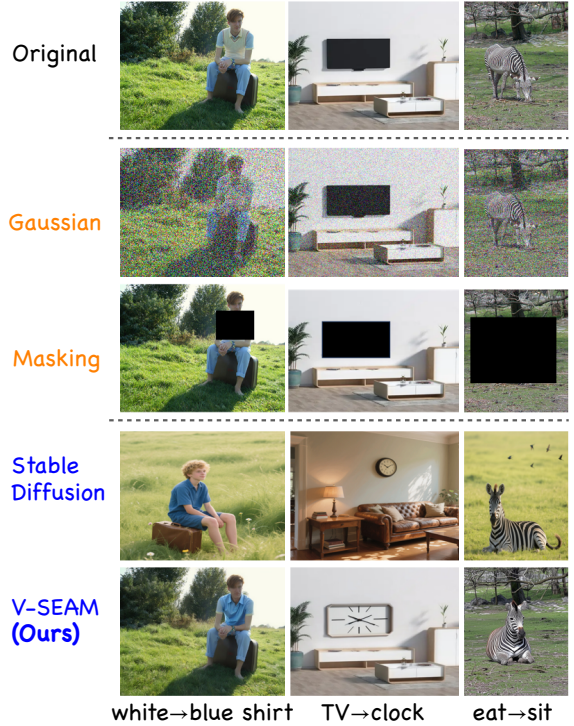 Original
Gaussian
Masking
Stable
Diffusion
V-SEAM
(Ours)
white→blue shirt TV→clock eat→sit